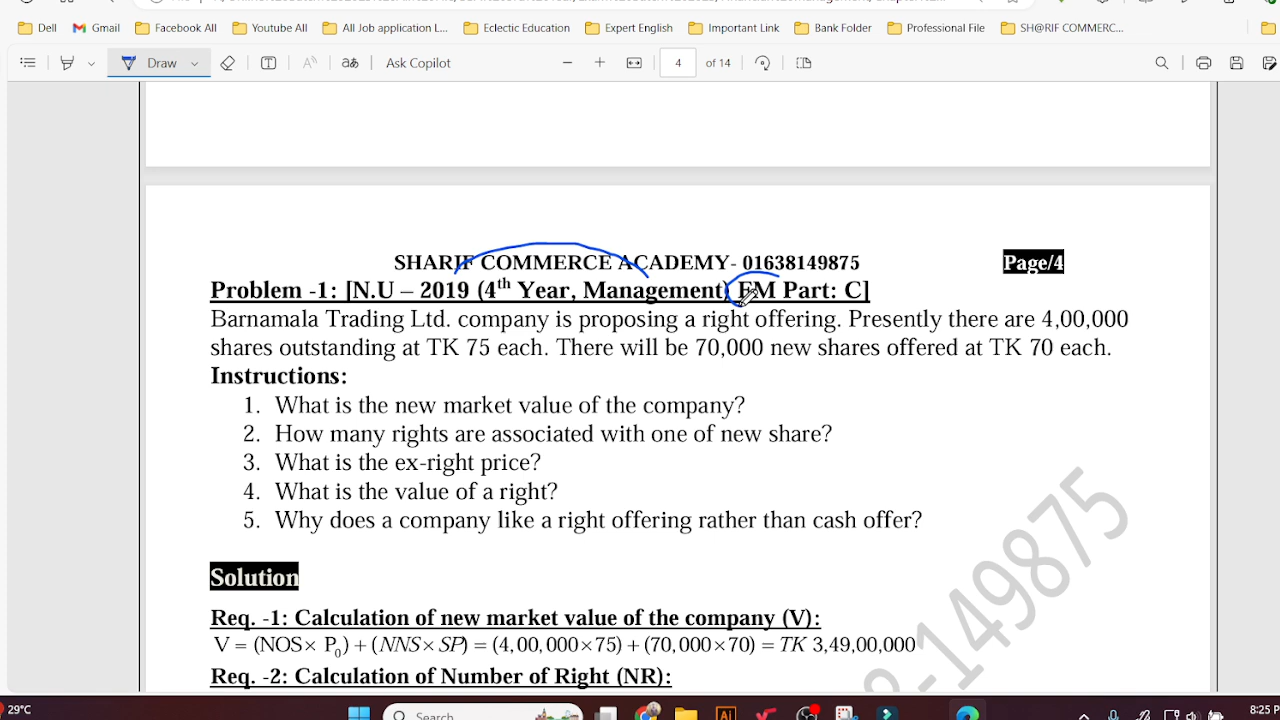 Dell Gmail Facebook All Youtube All All Job application L... Eclectic Education Expert English Important Link Bank Folder Professional File SH@RIF COMMERC...
Draw Ask Copilot 4 of 14
SHARIF COMMERCE ACADEMY- 01638149875 Page/4
Problem -1: [N.U – 2019 (4th Year, Management) FM Part: C]
Barnamala Trading Ltd. company is proposing a right offering. Presently there are 4,00,000
shares outstanding at TK 75 each. There will be 70,000 new shares offered at TK 70 each.
Instructions:
1. What is the new market value of the company?
2. How many rights are associated with one of new share?
3. What is the ex-right price?
4. What is the value of a right?
5. Why does a company like a right offering rather than cash offer?
Solution
Req. -1: Calculation of new market value of the company (V):
V = (NOS× P0) + (NNS× SP) = (4,00,000×75) + (70,000×70) = TK 3,49,00,000
Req. -2: Calculation of Number of Right (NR):
8-149875
29°C Search 8:25 P